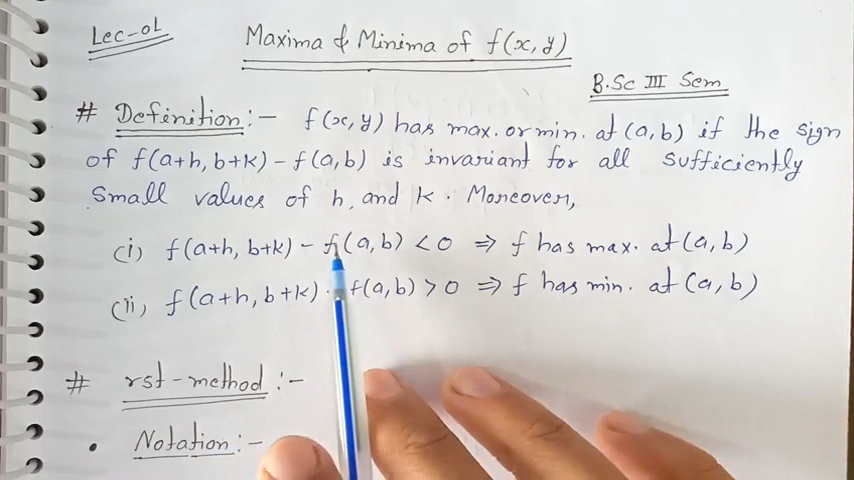 Lec-01
Maxima & Minima of f(x,y)
B.Sc III Sem
# Definition :- f(x,y) has max. or min. at (a,b) if the sign
of f(a+h, b+k) - f(a,b) is invariant for all sufficiently
small values of h, and k. Moreover,
(i) f(a+h, b+k) - f(a,b) < 0 ⇒ f has max. at (a,b)
(ii) f(a+h, b+k) - f(a,b) > 0 ⇒ f has min. at (a,b)
# rst-method :-
• Notation :-